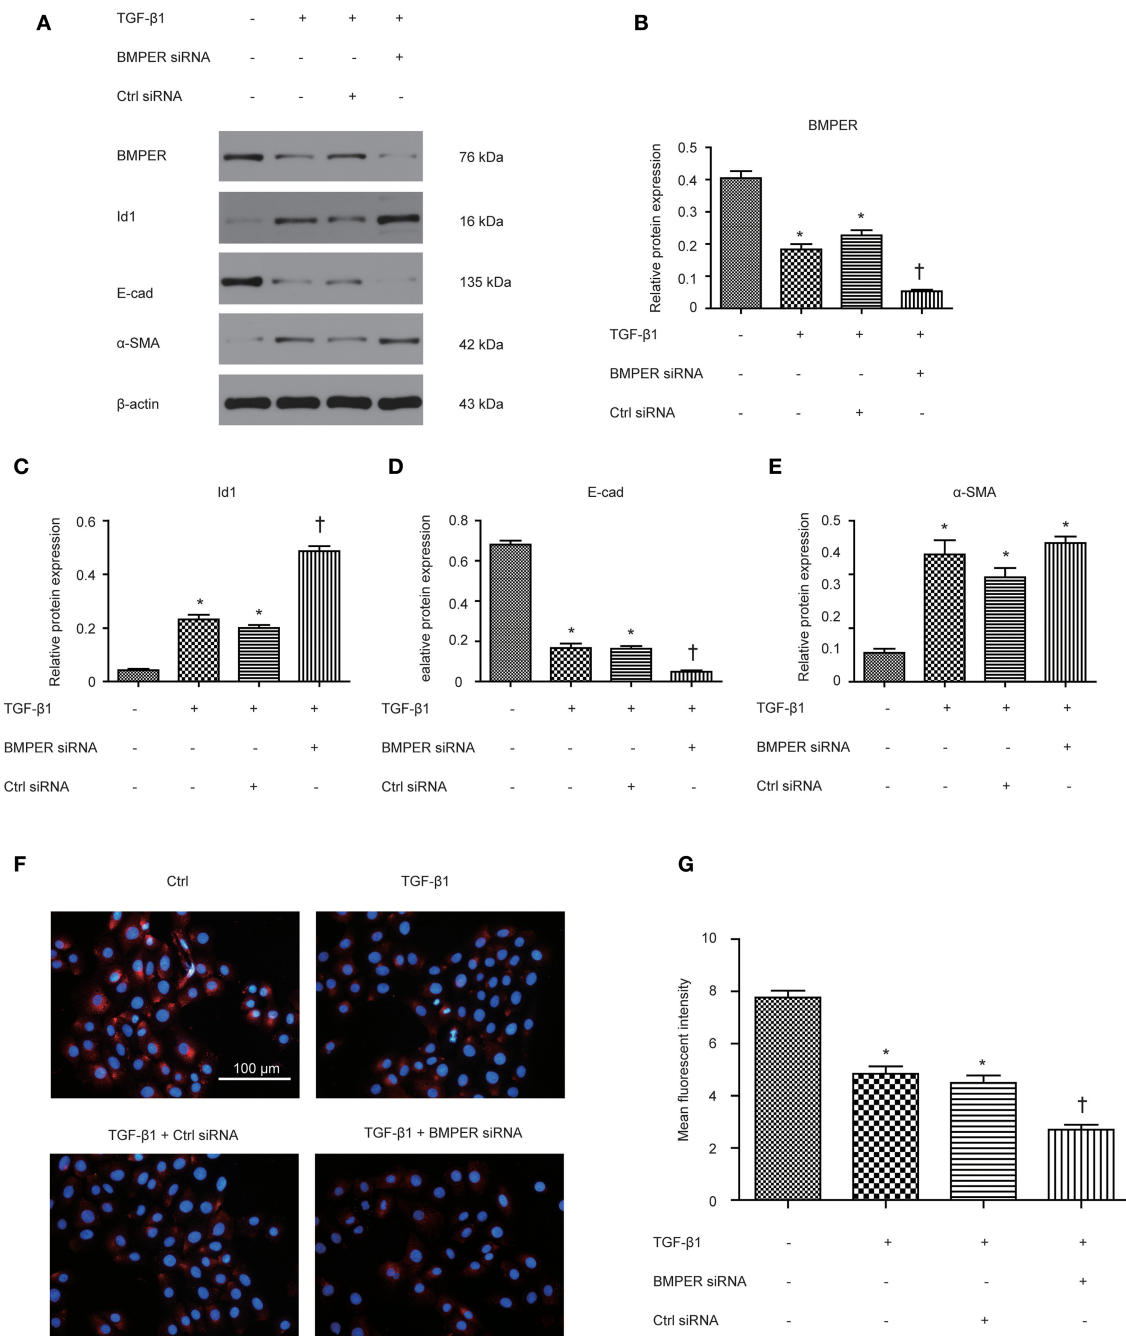 A
TGF-β1 - + + +
BMPER siRNA - - - +
Ctrl siRNA - - + -
BMPER 76 kDa
Id1 16 kDa
E-cad 135 kDa
α-SMA 42 kDa
β-actin 43 kDa
B
BMPER
Relative protein expression
0.5
0.4
0.3
0.2
0.1
0
* * †
TGF-β1 - + + +
BMPER siRNA - - - +
Ctrl siRNA - - + -
C
Id1
Relative protein expression
0.6
0.4
0.2
0
* * †
TGF-β1 - + + +
BMPER siRNA - - - +
Ctrl siRNA - - + -
D
E-cad
ealative protein expression
0.8
0.6
0.4
0.2
0
* * †
TGF-β1 - + + +
BMPER siRNA - - - +
Ctrl siRNA - - + -
E
α-SMA
Relative protein expression
0.5
0.4
0.3
0.2
0.1
0
* * *
TGF-β1 - + + +
BMPER siRNA - - - +
Ctrl siRNA - - + -
F
Ctrl
TGF-β1
100 μm
TGF-β1 + Ctrl siRNA
TGF-β1 + BMPER siRNA
G
Mean fluorescent intensity
10
8
6
4
2
0
* * †
TGF-β1 - + + +
BMPER siRNA - - - +
Ctrl siRNA - - + -